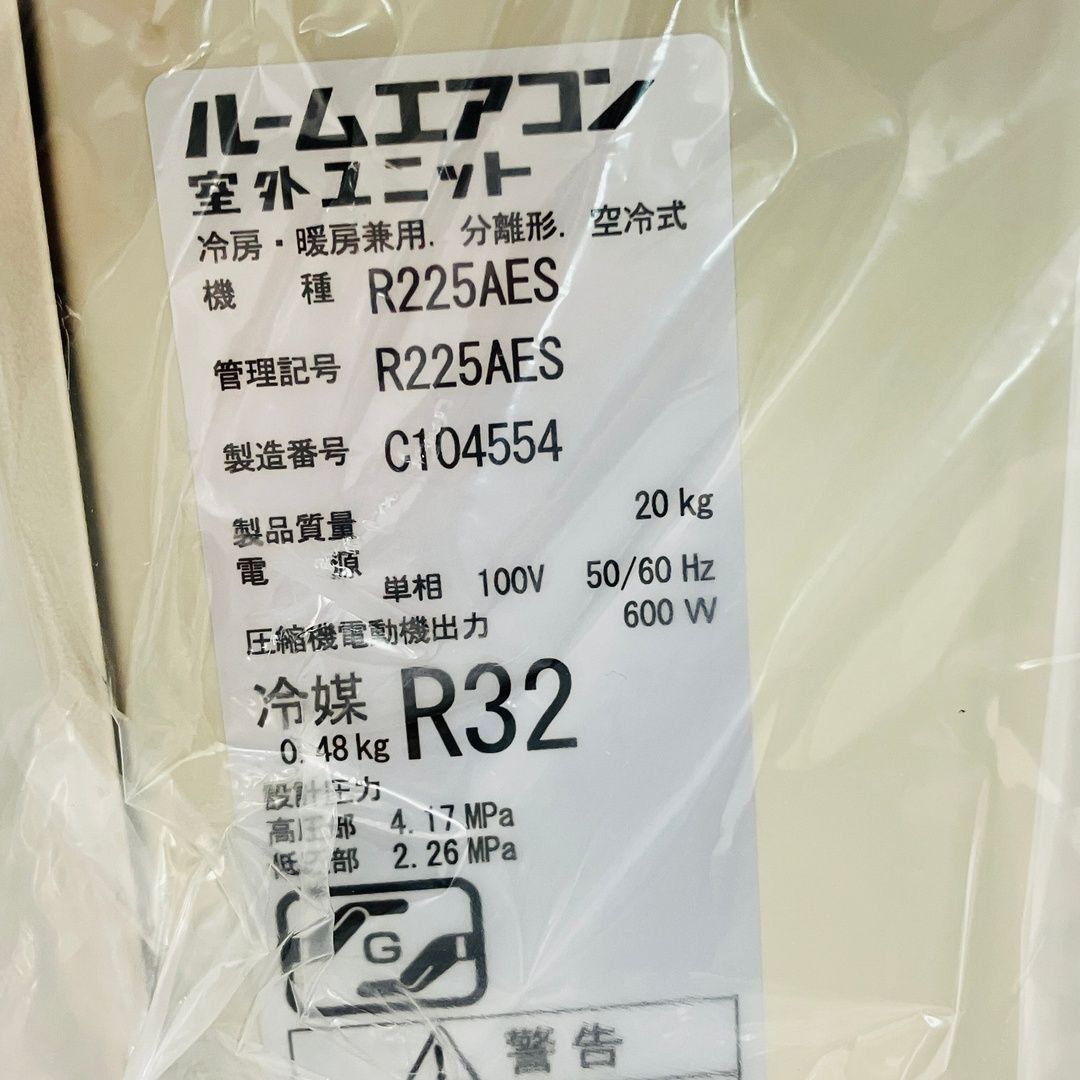 ルームエアコン
室外ユニット
冷房・暖房兼用. 分離形. 空冷式
機 種 R225AES
管理記号 R225AES
製造番号 C104554
製品質量 20 kg
電 源 単相 100V 50/60 Hz
圧縮機電動機出力 600 W
冷媒 R32
0.48 kg
設計圧力
高圧部 4.17 MPa
低圧部 2.26 MPa
G
警告